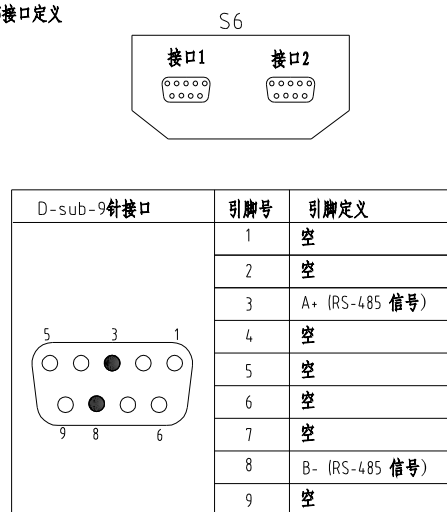 接口定义
S6
接口1 接口2
D-sub-9针接口 引脚号 引脚定义
1 空
2 空
3 A+ (RS-485 信号)
4 空
5 空
6 空
7 空
8 B- (RS-485 信号)
9 空
5 3 1
9 8 6